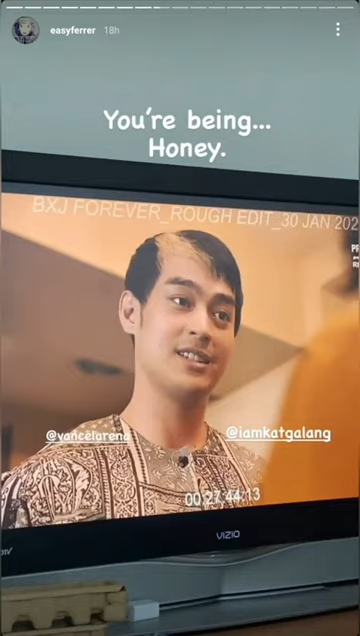 easyferrer 18h
You're being...
Honey.
BXJ FOREVER_ROUGH EDIT_30 JAN 202
@vancelarena
@iamkatgalang
00:27:44:13
VIZIO